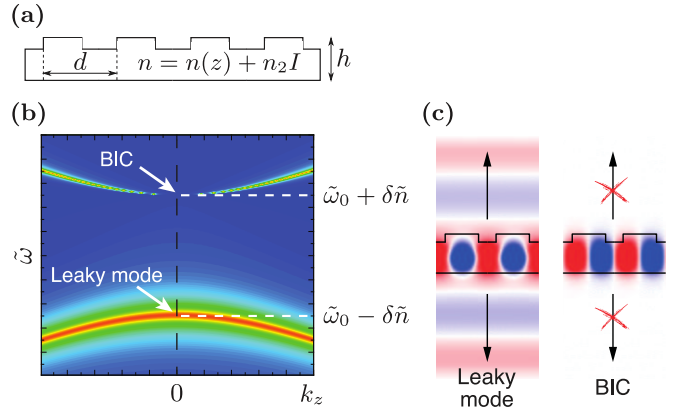 (a)
d
n = n(z) + n₂I
h
(b)
(c)
BIC
ω̃₀ + δñ
ω̃
Leaky mode
ω̃₀ − δñ
0
k_z
Leaky
mode
BIC